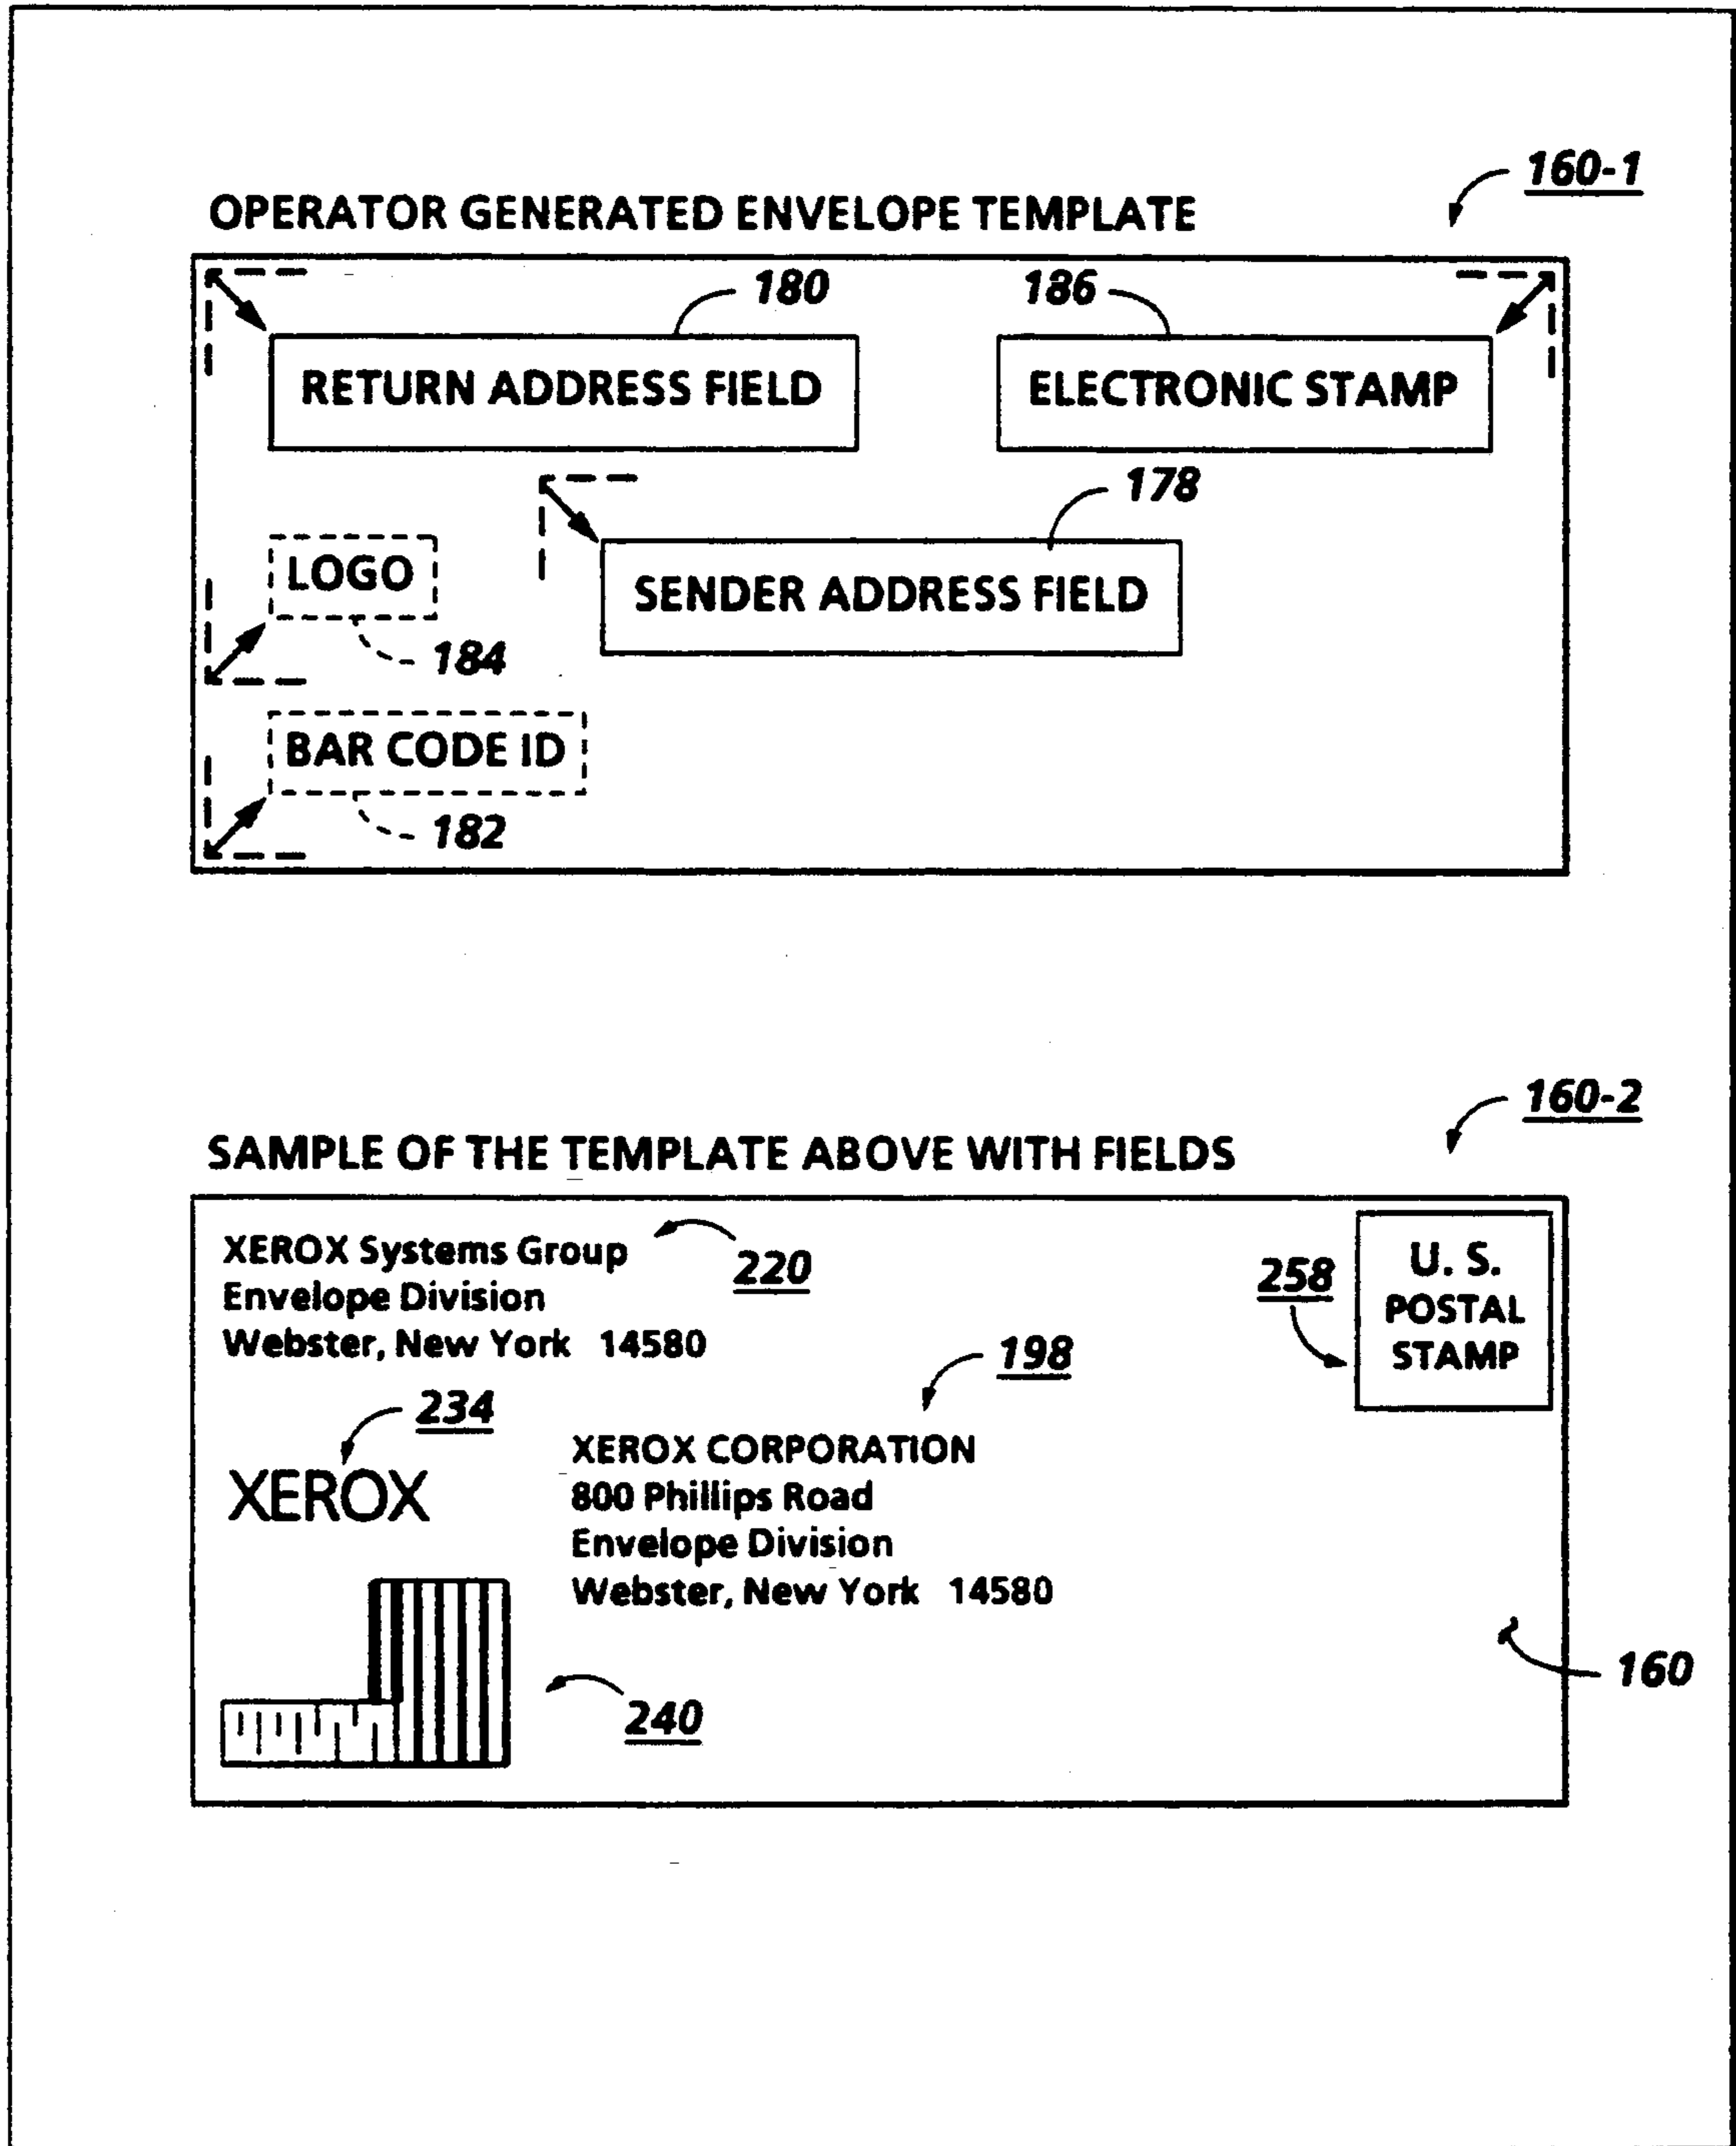 160-1
OPERATOR GENERATED ENVELOPE TEMPLATE
180
186
RETURN ADDRESS FIELD
ELECTRONIC STAMP
178
LOGO
SENDER ADDRESS FIELD
184
BAR CODE ID
182
160-2
SAMPLE OF THE TEMPLATE ABOVE WITH FIELDS
XEROX Systems Group
Envelope Division
Webster, New York 14580
220
258
U. S.
POSTAL
STAMP
198
234
XEROX
XEROX CORPORATION
800 Phillips Road
Envelope Division
Webster, New York 14580
160
240